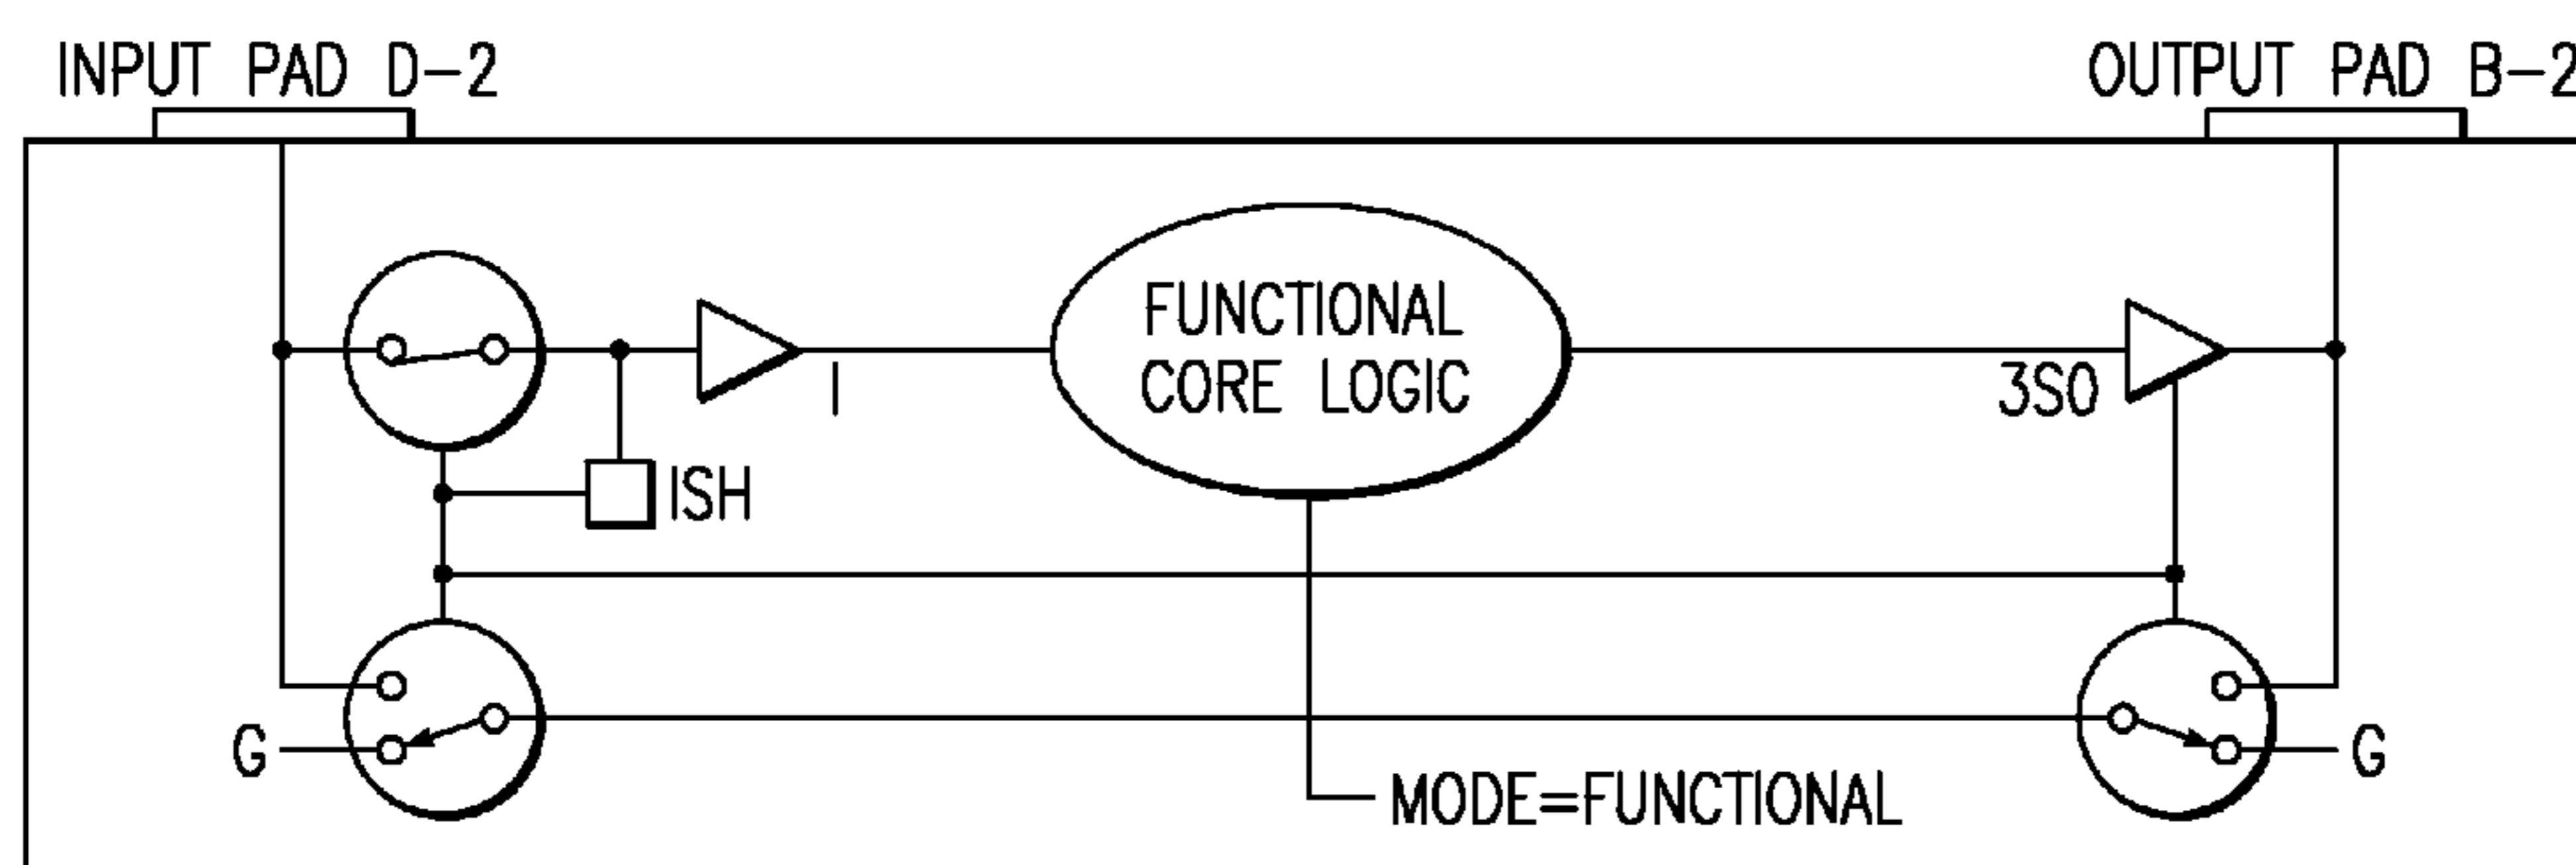 INPUT PAD D-2
OUTPUT PAD B-2
FUNCTIONAL
CORE LOGIC
I
3SO
ISH
G
G
MODE=FUNCTIONAL